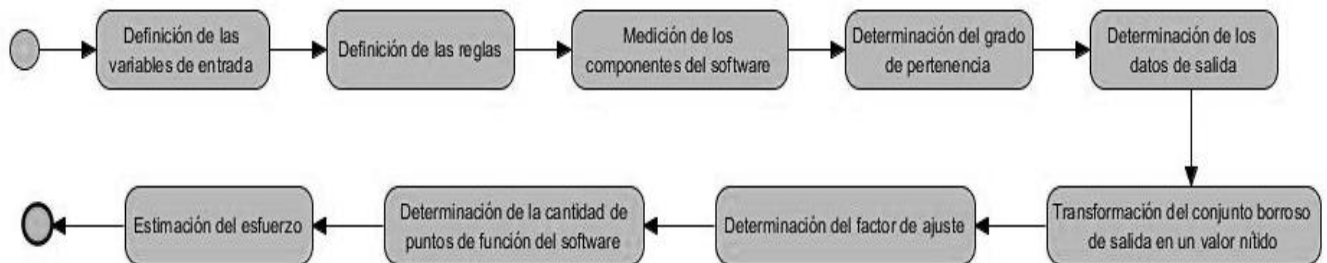 Definición de las
variables de entrada
Definición de las reglas
Medición de los
componentes del software
Determinación del grado
de pertenencia
Determinación de los
datos de salida
Transformación del conjunto borroso
de salida en un valor nítido
Determinación del factor de ajuste
Determinación de la cantidad de
puntos de función del software
Estimación del esfuerzo